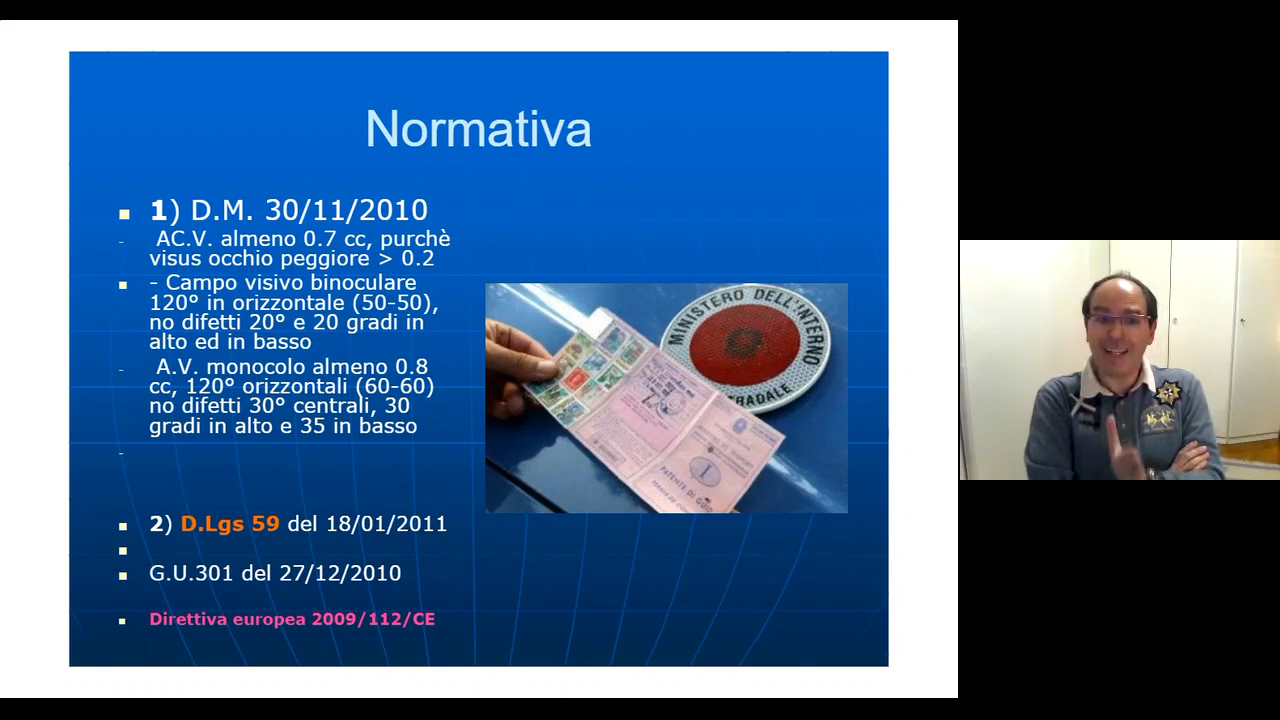 Normativa
1) D.M. 30/11/2010
- AC.V. almeno 0.7 cc, purchè
visus occhio peggiore > 0.2
- Campo visivo binoculare
120° in orizzontale (50-50),
no difetti 20° e 20 gradi in
alto ed in basso
- A.V. monocolo almeno 0.8
cc, 120° orizzontali (60-60)
no difetti 30° centrali, 30
gradi in alto e 35 in basso
-
2) D.Lgs 59 del 18/01/2011
G.U.301 del 27/12/2010
Direttiva europea 2009/112/CE
MINISTERO DELL'INTERNO
PATENTE DI
I